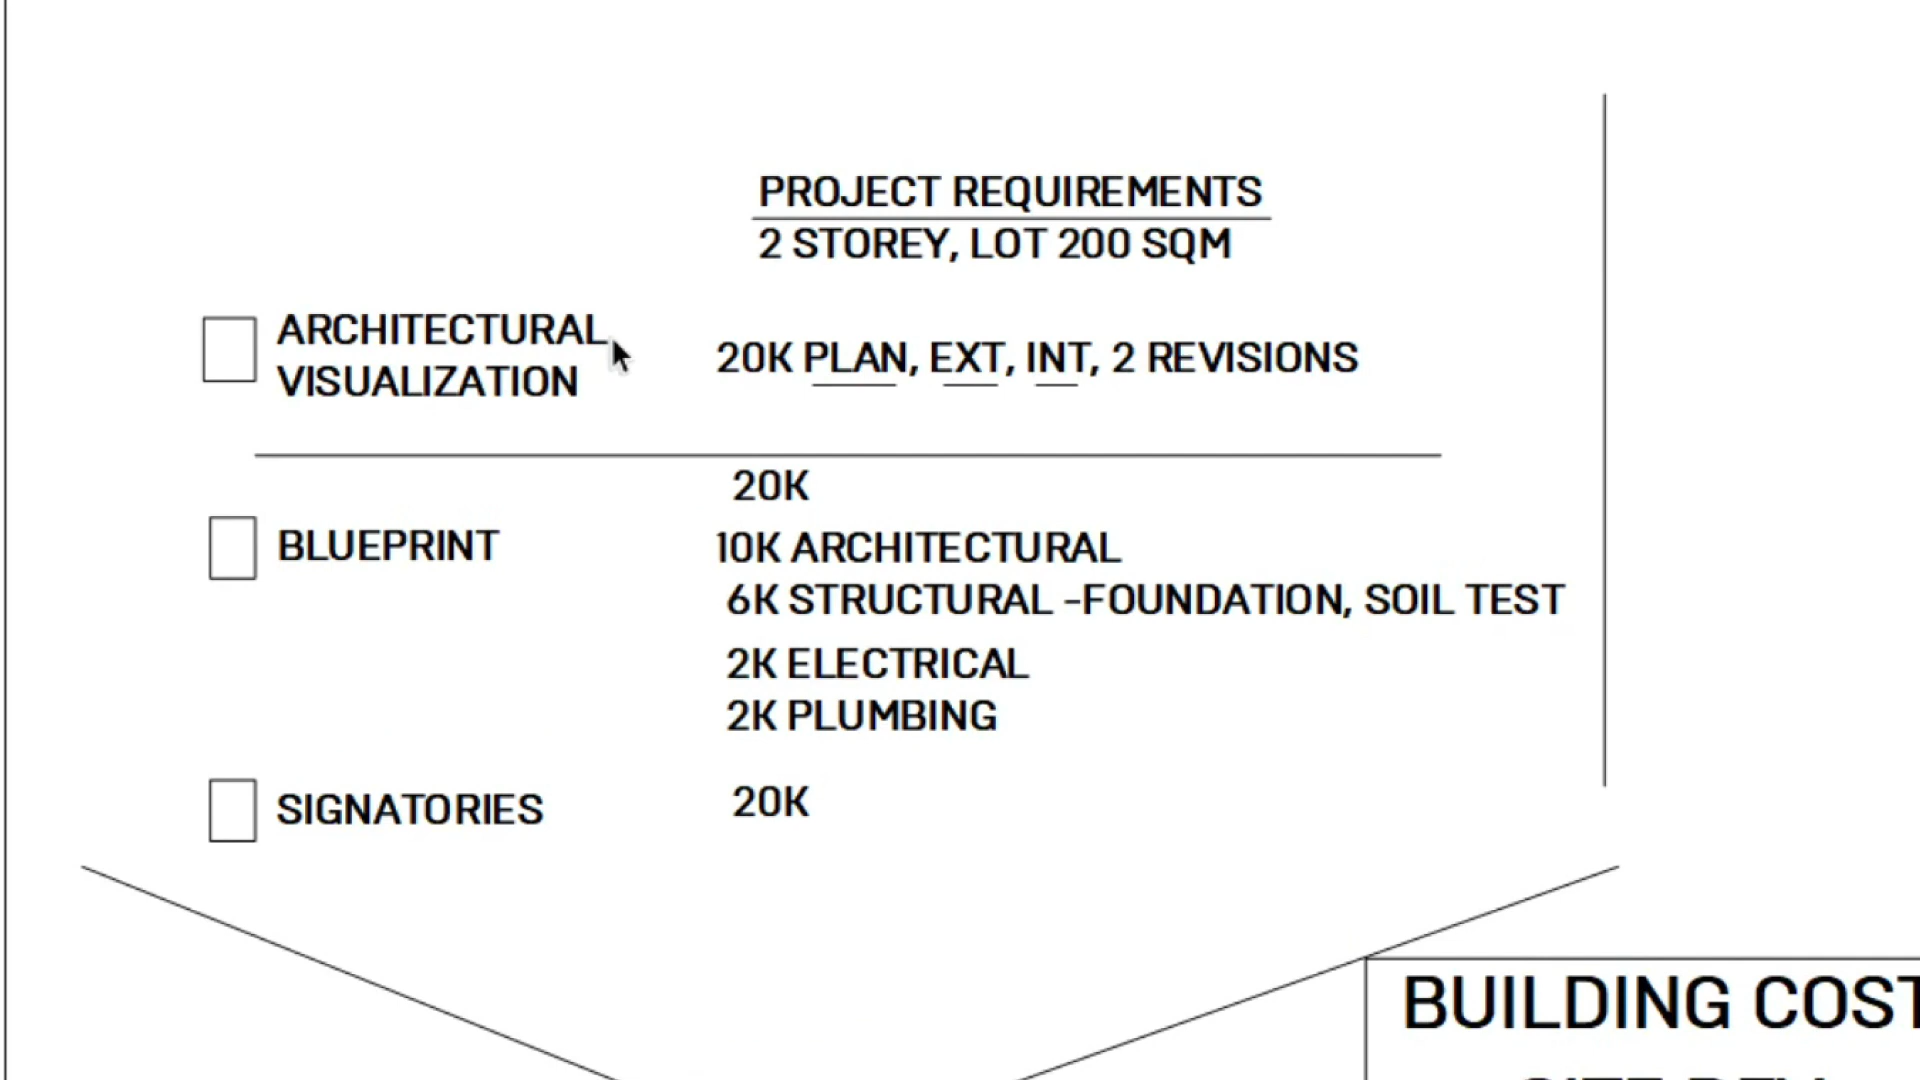 PROJECT REQUIREMENTS
2 STOREY, LOT 200 SQM
ARCHITECTURAL
VISUALIZATION
20K PLAN, EXT, INT, 2 REVISIONS
20K
BLUEPRINT
10K ARCHITECTURAL
6K STRUCTURAL -FOUNDATION, SOIL TEST
2K ELECTRICAL
2K PLUMBING
SIGNATORIES
20K
BUILDING COST